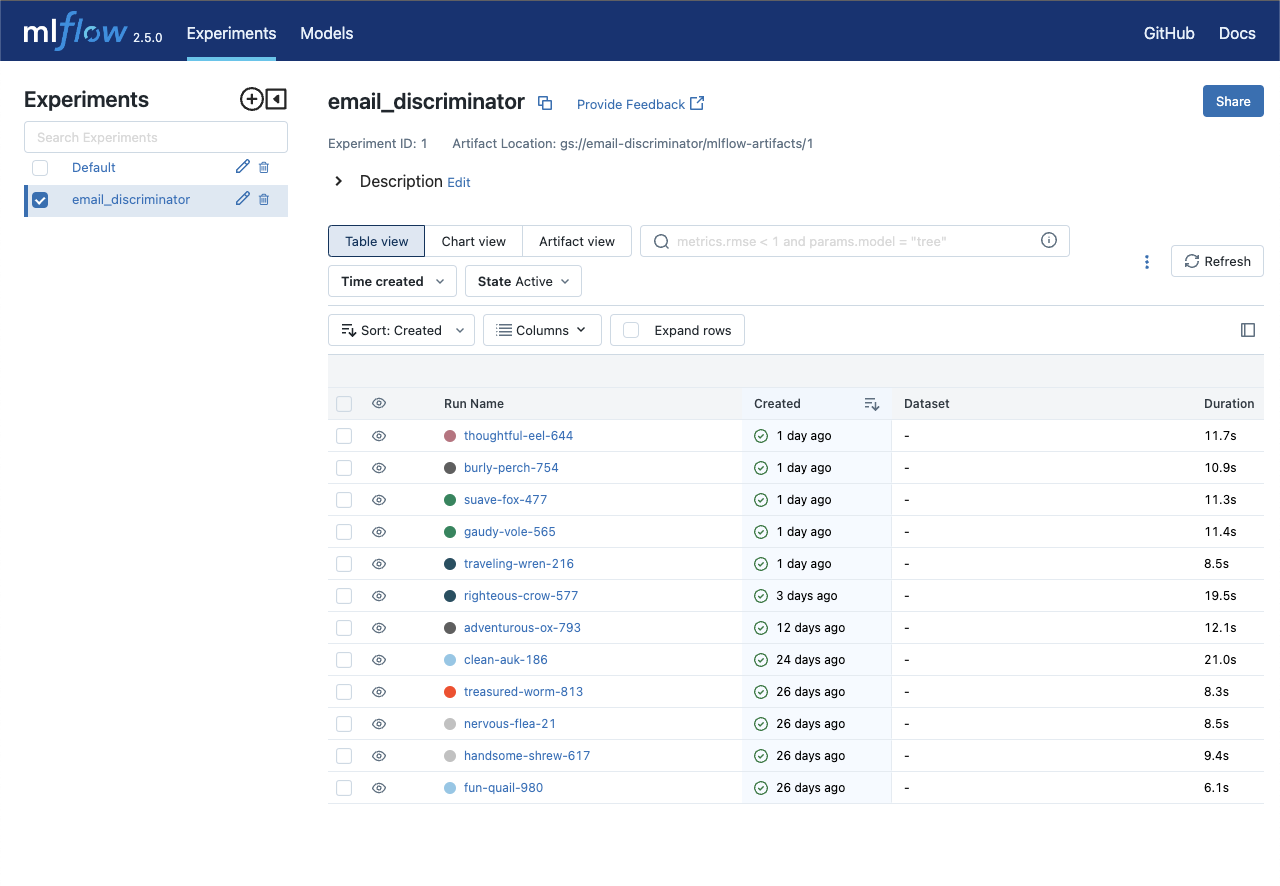 mlflow 2.5.0 Experiments Models GitHub Docs
Experiments
Search Experiments
Default
email_discriminator
email_discriminator Provide Feedback Share
Experiment ID: 1 Artifact Location: gs://email-discriminator/mlflow-artifacts/1
Description Edit
Table view Chart view Artifact view metrics.rmse < 1 and params.model = "tree"
Refresh
Time created State Active
Sort: Created Columns Expand rows
Run Name Created Dataset Duration
thoughtful-eel-644 1 day ago - 11.7s
burly-perch-754 1 day ago - 10.9s
suave-fox-477 1 day ago - 11.3s
gaudy-vole-565 1 day ago - 11.4s
traveling-wren-216 1 day ago - 8.5s
righteous-crow-577 3 days ago - 19.5s
adventurous-ox-793 12 days ago - 12.1s
clean-auk-186 24 days ago - 21.0s
treasured-worm-813 26 days ago - 8.3s
nervous-flea-21 26 days ago - 8.5s
handsome-shrew-617 26 days ago - 9.4s
fun-quail-980 26 days ago - 6.1s